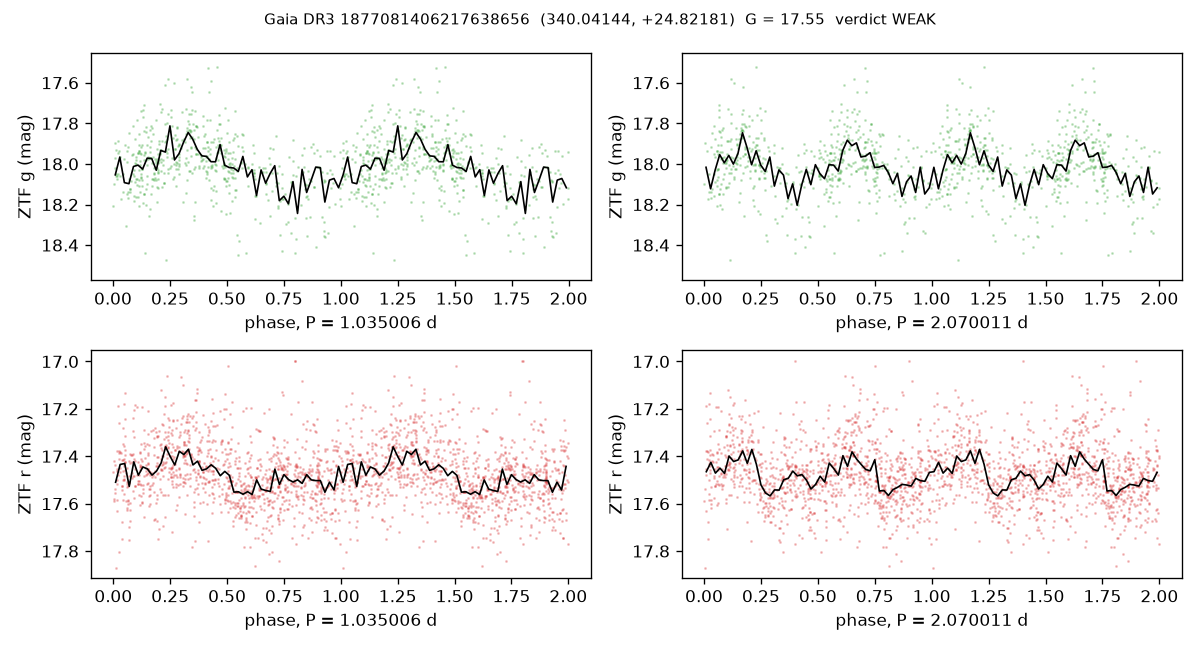 Gaia DR3 1877081406217638656  (340.04144, +24.82181)  G = 17.55  verdict WEAK
ZTF g (mag)
17.6
17.8
18.0
18.2
18.4
0.00 0.25 0.50 0.75 1.00 1.25 1.50 1.75 2.00
phase, P = 1.035006 d
ZTF g (mag)
17.6
17.8
18.0
18.2
18.4
0.00 0.25 0.50 0.75 1.00 1.25 1.50 1.75 2.00
phase, P = 2.070011 d
ZTF r (mag)
17.0
17.2
17.4
17.6
17.8
0.00 0.25 0.50 0.75 1.00 1.25 1.50 1.75 2.00
phase, P = 1.035006 d
ZTF r (mag)
17.0
17.2
17.4
17.6
17.8
0.00 0.25 0.50 0.75 1.00 1.25 1.50 1.75 2.00
phase, P = 2.070011 d